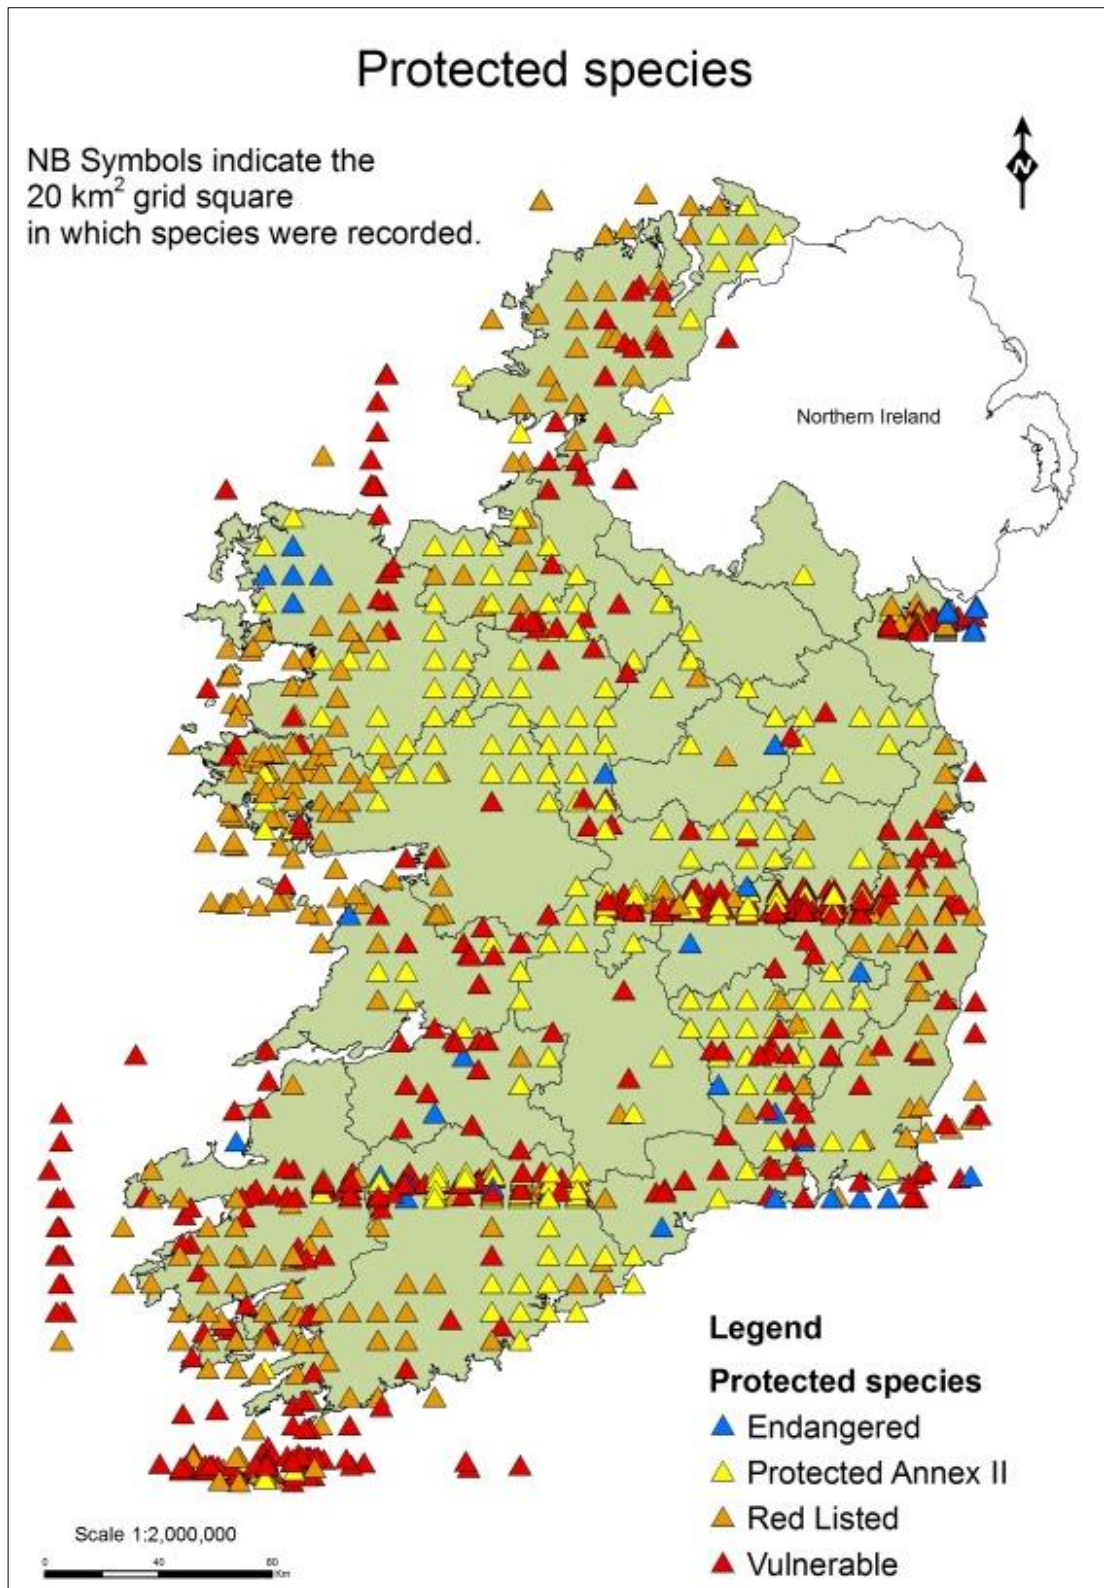 Protected species
NB Symbols indicate the
20 km² grid square
in which species were recorded.
N
Northern Ireland
Legend
Protected species
Endangered
Protected Annex II
Red Listed
Vulnerable
Scale 1:2,000,000
0 40 80
Km